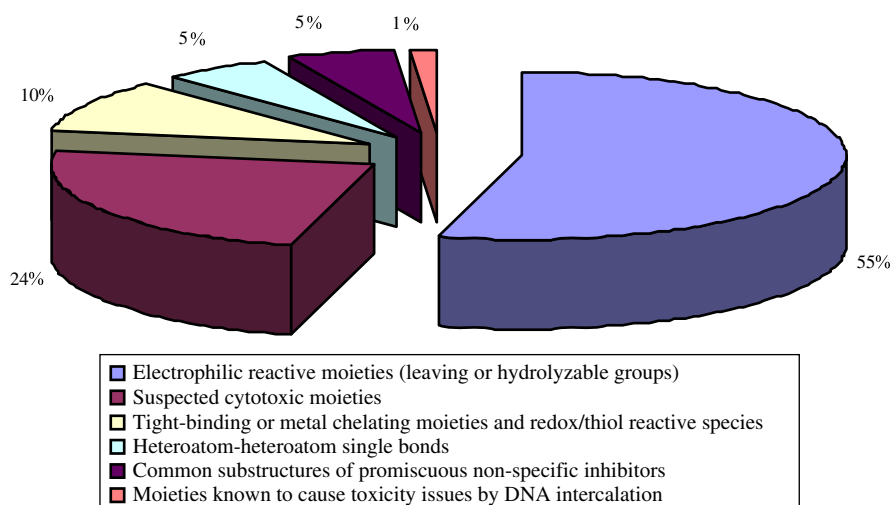 1%
5%
5%
10%
24%
55%
Electrophilic reactive moieties (leaving or hydrolyzable groups)
Suspected cytotoxic moieties
Tight-binding or metal chelating moieties and redox/thiol reactive species
Heteroatom-heteroatom single bonds
Common substructures of promiscuous non-specific inhibitors
Moieties known to cause toxicity issues by DNA intercalation